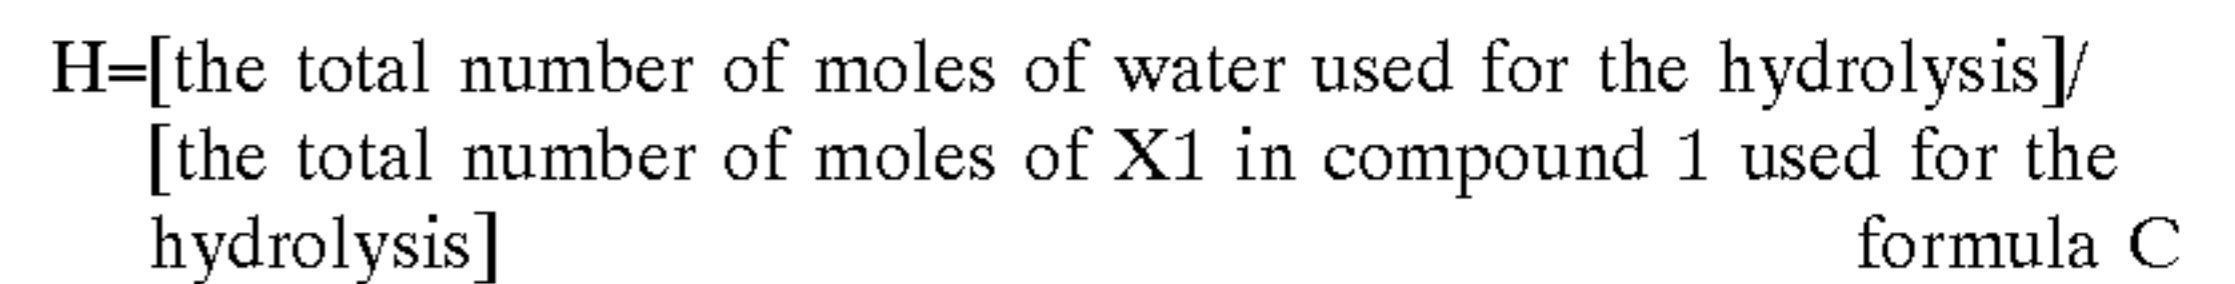 H=[the total number of moles of water used for the hydrolysis]/
[the total number of moles of X1 in compound 1 used for the
hydrolysis] formula C